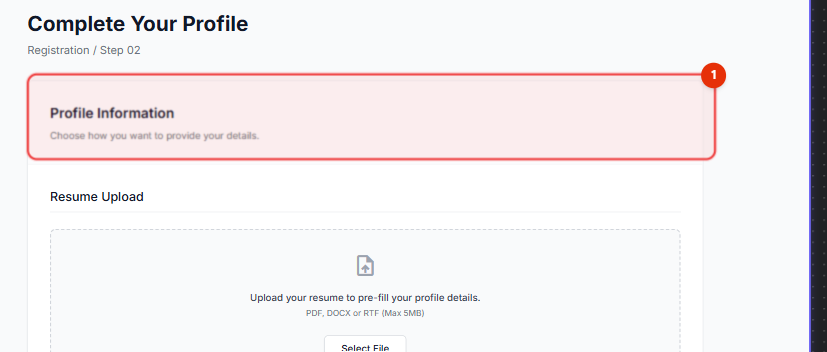 Complete Your Profile
Registration / Step 02
1
Profile Information
Choose how you want to provide your details.
Resume Upload
Upload your resume to pre-fill your profile details.
PDF, DOCX or RTF (Max 5MB)
Select File